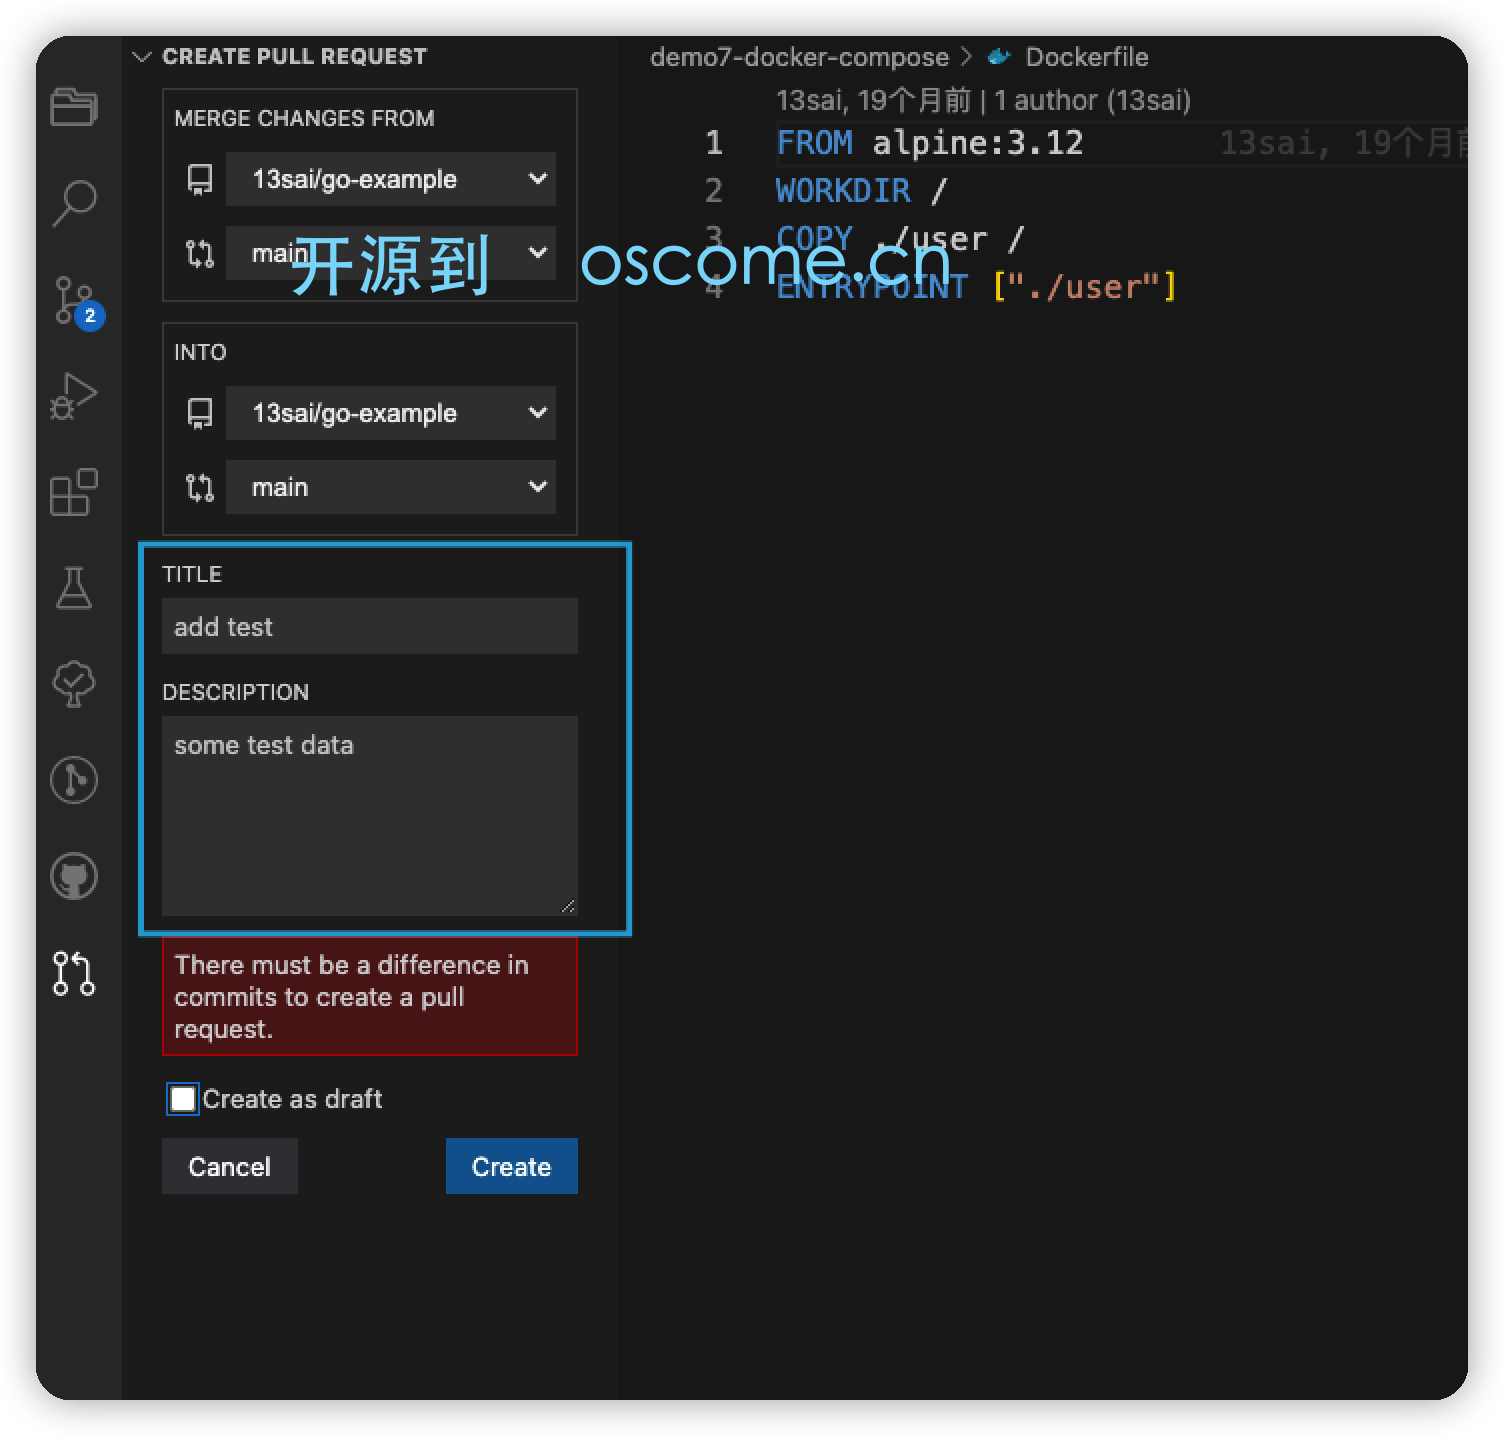 CREATE PULL REQUEST
MERGE CHANGES FROM
13sai/go-example
main
INTO
13sai/go-example
main
TITLE
add test
DESCRIPTION
some test data
There must be a difference in
commits to create a pull
request.
Create as draft
Cancel
Create
2
demo7-docker-compose > Dockerfile
13sai, 19个月前 | 1 author (13sai)
1 FROM alpine:3.12 13sai, 19个月前
2 WORKDIR /
3 COPY ./user /
4 ENTRYPOINT ["./user"]
开源到 oscome.cn